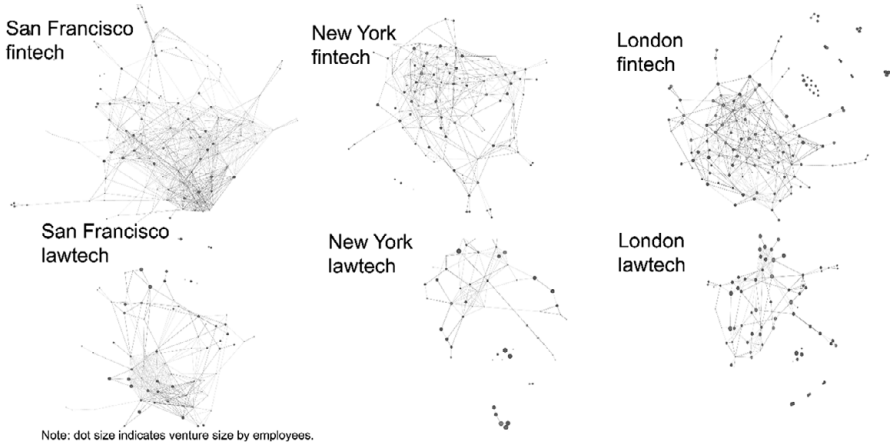 San Francisco
fintech
New York
fintech
London
fintech
San Francisco
lawtech
New York
lawtech
London
lawtech
Note: dot size indicates venture size by employees.